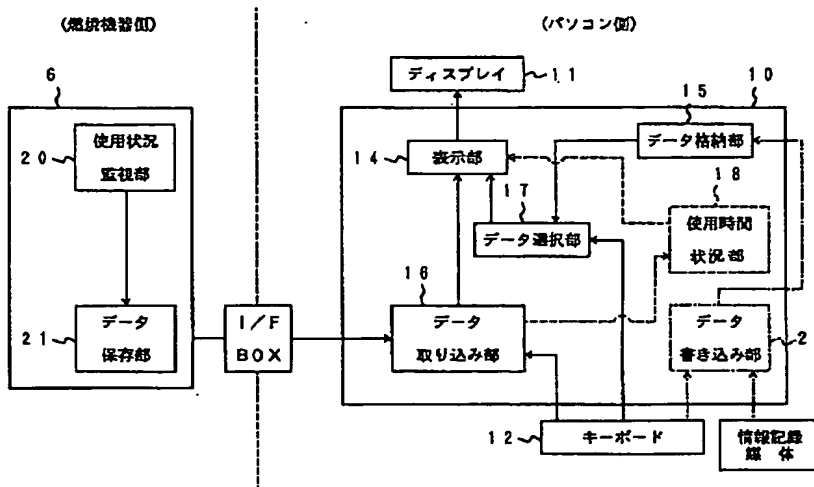 (燃焼機器側)
(パソコン側)
6
ディスプレイ
11
15
10
使用状況
監視部
20
14
表示部
データ格納部
17
18
データ選択部
使用時間
状況部
16
データ
保存部
21
I/F
BOX
データ
取り込み部
データ
書き込み部
2
12
キーボード
情報記録
媒体